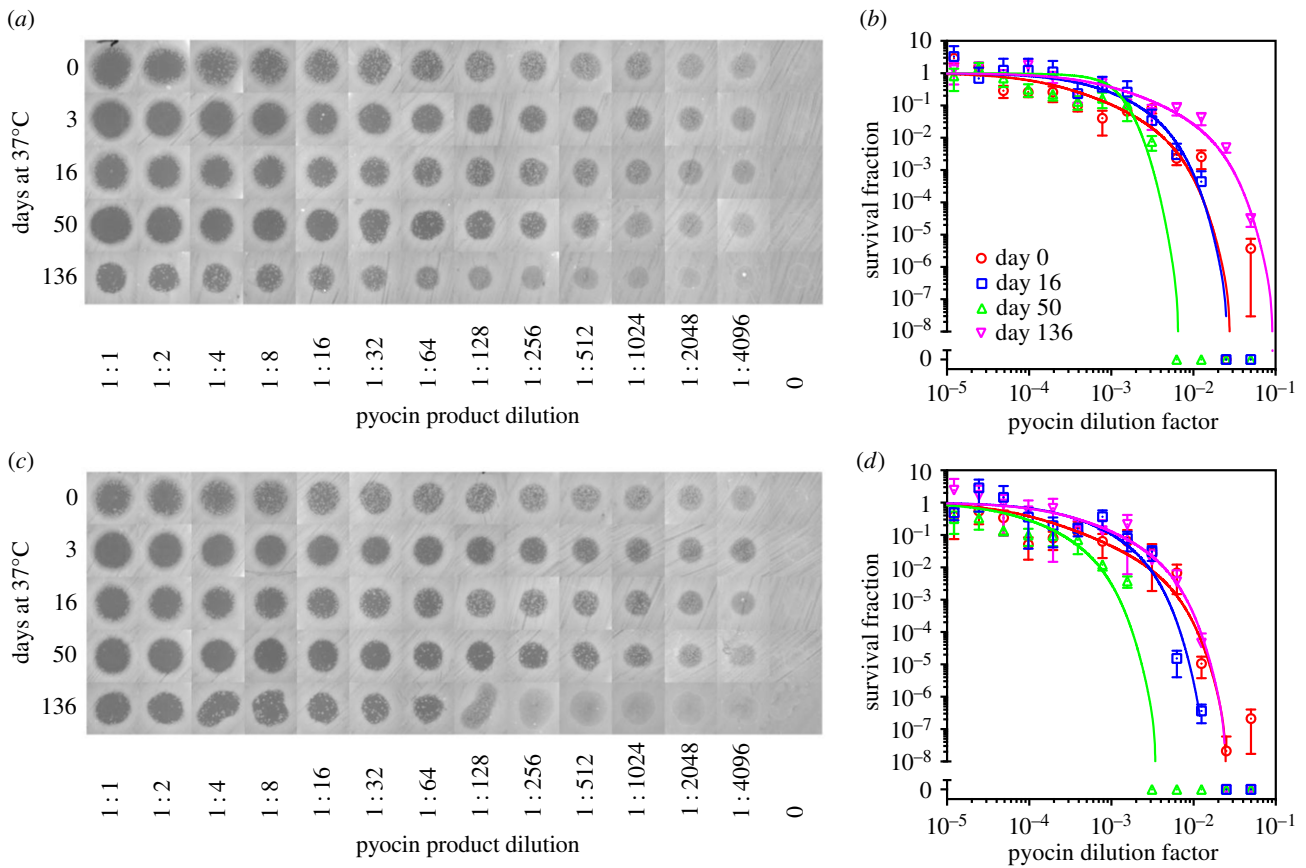 (a)
days at 37°C
0
3
16
50
136
1 : 1
1 : 2
1 : 4
1 : 8
1 : 16
1 : 32
1 : 64
1 : 128
1 : 256
1 : 512
1 : 1024
1 : 2048
1 : 4096
0
pyocin product dilution
(b)
survival fraction
10
1
10⁻¹
10⁻²
10⁻³
10⁻⁴
10⁻⁵
10⁻⁶
10⁻⁷
10⁻⁸
0
day 0
day 16
day 50
day 136
10⁻⁵ 10⁻⁴ 10⁻³ 10⁻² 10⁻¹
pyocin dilution factor
(c)
days at 37°C
0
3
16
50
136
1 : 1
1 : 2
1 : 4
1 : 8
1 : 16
1 : 32
1 : 64
1 : 128
1 : 256
1 : 512
1 : 1024
1 : 2048
1 : 4096
0
pyocin product dilution
(d)
survival fraction
10
1
10⁻¹
10⁻²
10⁻³
10⁻⁴
10⁻⁵
10⁻⁶
10⁻⁷
10⁻⁸
0
10⁻⁵ 10⁻⁴ 10⁻³ 10⁻² 10⁻¹
pyocin dilution factor